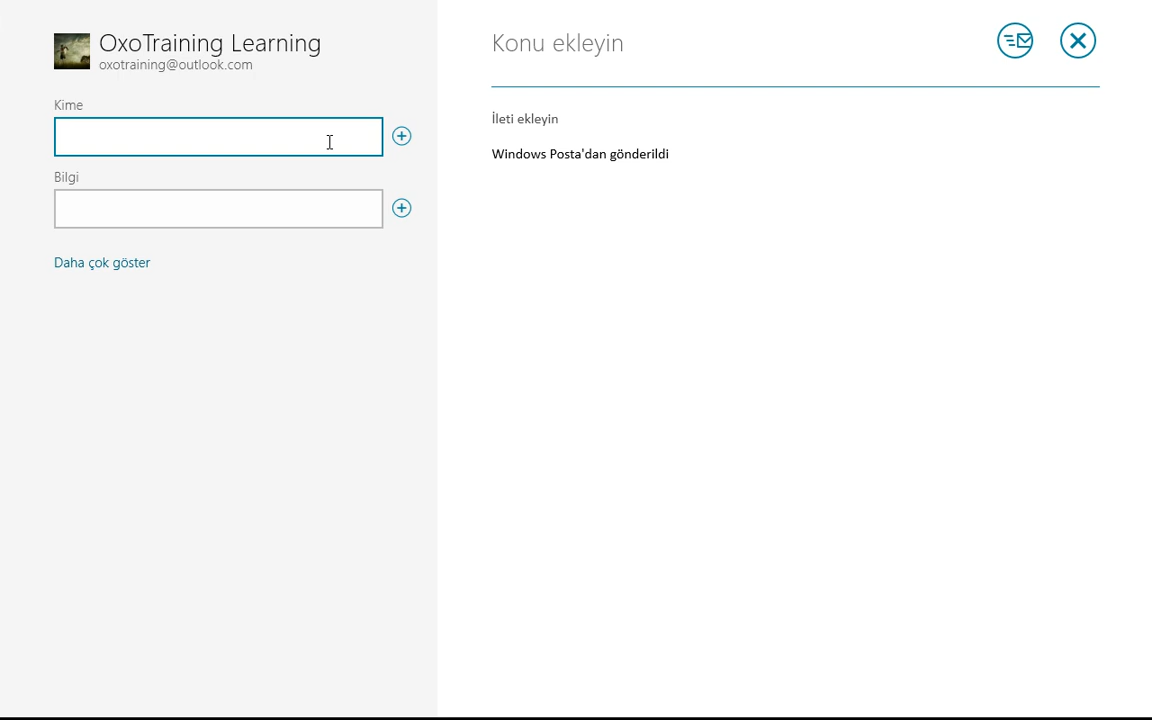 OxoTraining Learning
oxotraining@outlook.com
Kime
Bilgi
Daha çok göster
Konu ekleyin
İleti ekleyin
Windows Posta'dan gönderildi